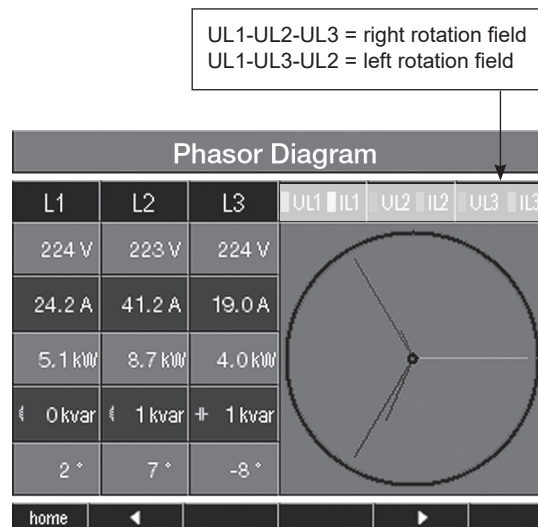 UL1-UL2-UL3 = right rotation field
UL1-UL3-UL2 = left rotation field
Phasor Diagram
L1 L2 L3 UL1 IL1 UL2 IL2 UL3 IL3
224 V 223 V 224 V
24.2 A 41.2 A 19.0 A
5.1 kW 8.7 kW 4.0 kW
0 kvar 1 kvar 1 kvar
2 ° 7 ° -8 °
home